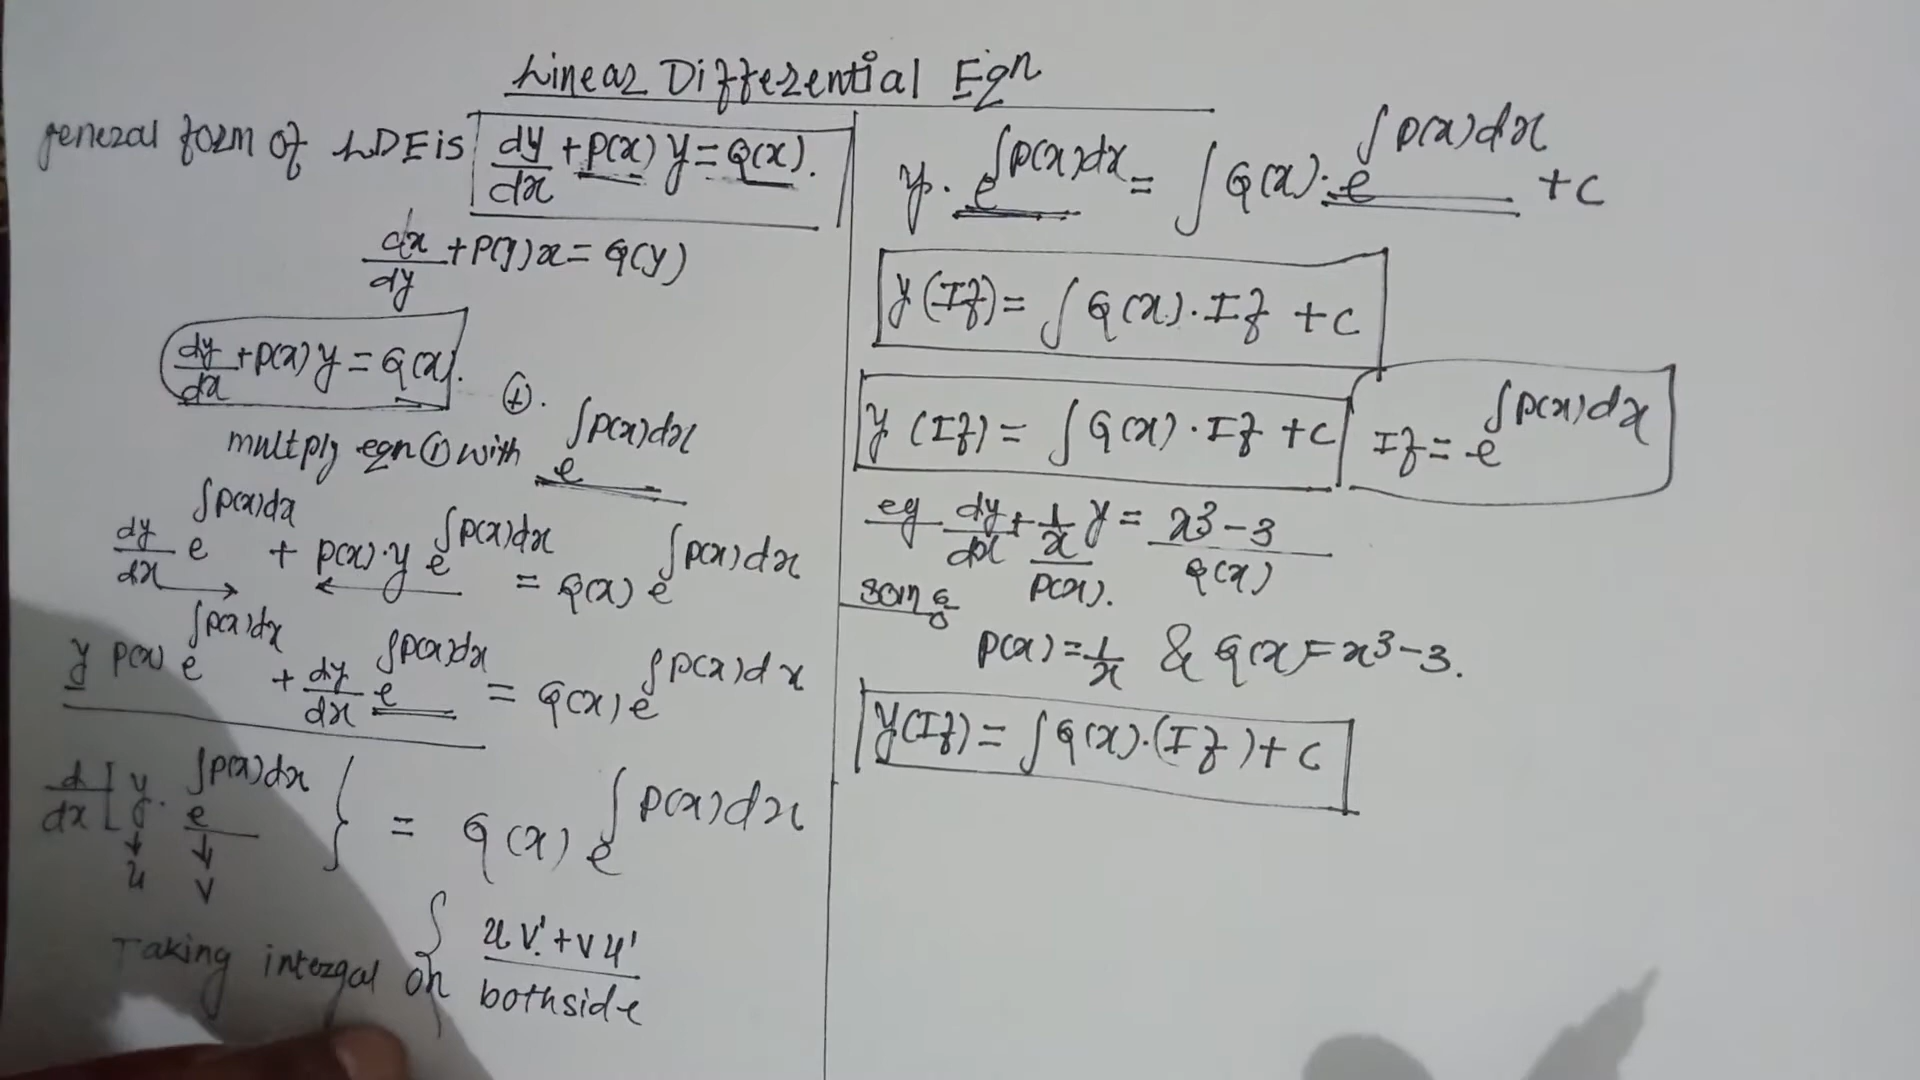 Linear Differential Eqn
general form of LDE is dy/dx + P(x) y = Q(x).
dx/dy + P(y) x = Q(y)
dy/dx + P(x) y = Q(x). ①.
multply eqn ① with e^∫P(x)dx
dy/dx e^∫P(x)dx + P(x)·y e^∫P(x)dx = Q(x) e^∫P(x)dx
y P(x) e^∫P(x)dx + dy/dx e^∫P(x)dx = Q(x) e^∫P(x)dx
d/dx [y · e^∫P(x)dx } = Q(x) e^∫P(x)dx
↓ ↓
u v
{ uv' + vu'
Taking intergal on bothside
y · e^∫P(x)dx = ∫Q(x)· e^∫P(x)dx + c
y (If) = ∫ Q(x) · If + c
y (If) = ∫ Q(x) · If + c
If = e^∫P(x)dx
eg dy/dx + 1/x y = x³ - 3
P(x). Q(x)
soln
P(x) = 1/x & Q(x) = x³ - 3.
y(If) = ∫Q(x)·(If) + c